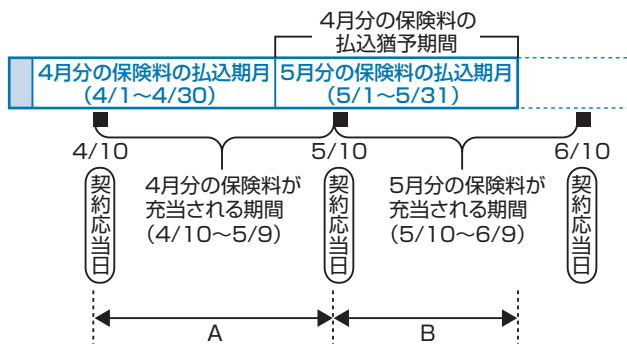 4月分の保険料の
払込猶予期間
4月分の保険料の払込期月
（4/1〜4/30）
5月分の保険料の払込期月
（5/1〜5/31）
4/10
5/10
6/10
契約応当日
4月分の保険料が
充当される期間
（4/10〜5/9）
契約応当日
5月分の保険料が
充当される期間
（5/10〜6/9）
契約応当日
A
B